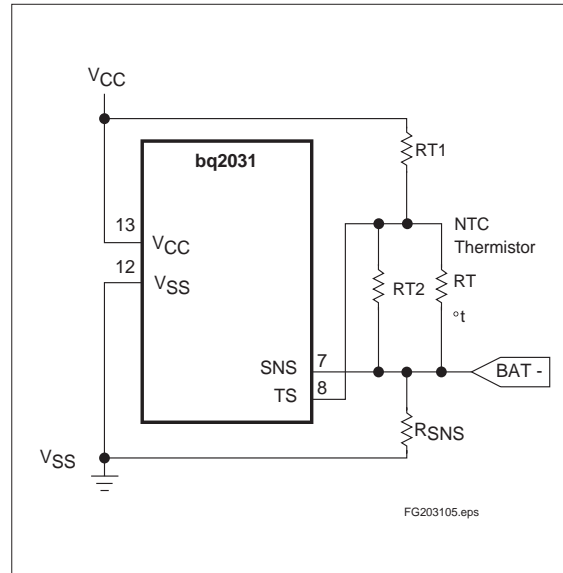 VCC
bq2031
RT1
13
VCC
NTC
Thermistor
12
VSS
RT2
RT
°t
SNS
7
BAT -
TS
8
RSNS
VSS
FG203105.eps